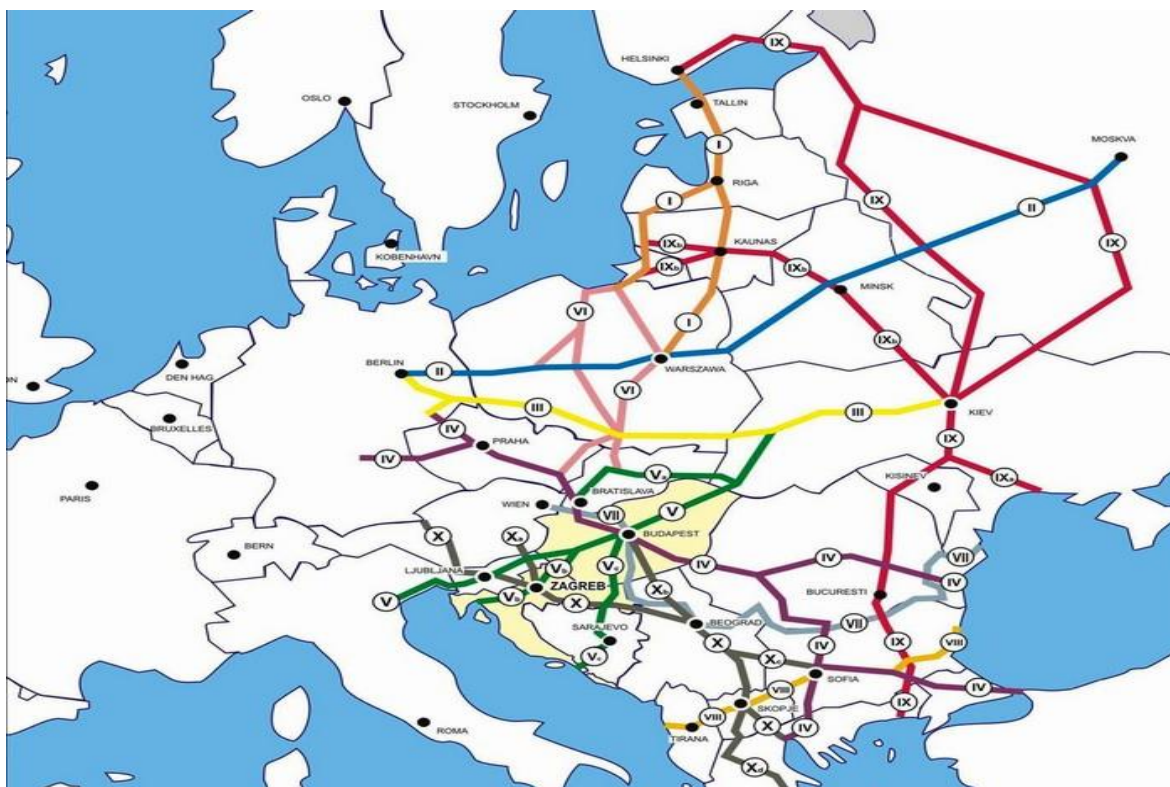 IX
HELSINKI
OSLO
STOCKHOLM
TALLIN
MOSKVA
I
RIGA
I
IX
II
KOBENHAVN
IXb
KAUNAS
IX
IXb
IXb
MINSK
VI
I
IXb
BERLIN
II
WARSZAWA
DEN HAG
ON
VI
III
III
KIEV
BRUXELLES
IV
PRAHA
IX
IV
KISINEV
IXa
PARIS
Va
BRATISLAVA
WIEN
VII
V
X
Xa
BUDAPEST
BERN
IV
IV
VII
LJUBLJANA
Vb
Vc
IV
ZAGREB
Xb
BUCURESTI
V
Vb
X
BEOGRAD
VII
SARAJEVO
X
IV
IX
VIII
Vc
Xc
SOFIA
IV
VIII
SKOPJE
IX
ROMA
VIII
TIRANA
X
IV
Xd